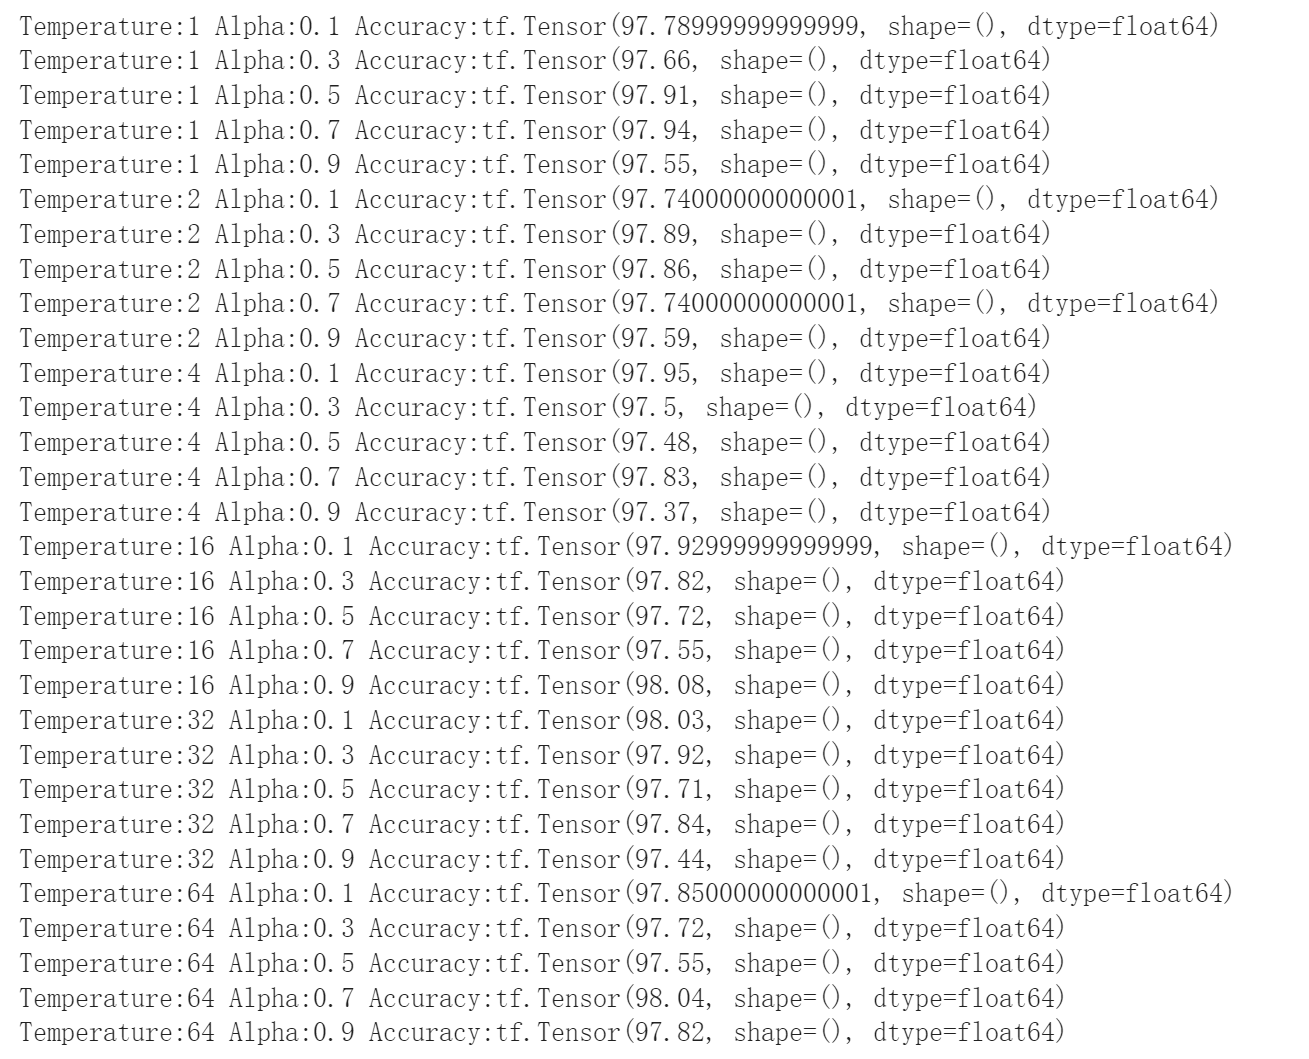 Temperature:1 Alpha:0.1 Accuracy:tf.Tensor(97.78999999999999, shape=(), dtype=float64)
Temperature:1 Alpha:0.3 Accuracy:tf.Tensor(97.66, shape=(), dtype=float64)
Temperature:1 Alpha:0.5 Accuracy:tf.Tensor(97.91, shape=(), dtype=float64)
Temperature:1 Alpha:0.7 Accuracy:tf.Tensor(97.94, shape=(), dtype=float64)
Temperature:1 Alpha:0.9 Accuracy:tf.Tensor(97.55, shape=(), dtype=float64)
Temperature:2 Alpha:0.1 Accuracy:tf.Tensor(97.74000000000001, shape=(), dtype=float64)
Temperature:2 Alpha:0.3 Accuracy:tf.Tensor(97.89, shape=(), dtype=float64)
Temperature:2 Alpha:0.5 Accuracy:tf.Tensor(97.86, shape=(), dtype=float64)
Temperature:2 Alpha:0.7 Accuracy:tf.Tensor(97.74000000000001, shape=(), dtype=float64)
Temperature:2 Alpha:0.9 Accuracy:tf.Tensor(97.59, shape=(), dtype=float64)
Temperature:4 Alpha:0.1 Accuracy:tf.Tensor(97.95, shape=(), dtype=float64)
Temperature:4 Alpha:0.3 Accuracy:tf.Tensor(97.5, shape=(), dtype=float64)
Temperature:4 Alpha:0.5 Accuracy:tf.Tensor(97.48, shape=(), dtype=float64)
Temperature:4 Alpha:0.7 Accuracy:tf.Tensor(97.83, shape=(), dtype=float64)
Temperature:4 Alpha:0.9 Accuracy:tf.Tensor(97.37, shape=(), dtype=float64)
Temperature:16 Alpha:0.1 Accuracy:tf.Tensor(97.92999999999999, shape=(), dtype=float64)
Temperature:16 Alpha:0.3 Accuracy:tf.Tensor(97.82, shape=(), dtype=float64)
Temperature:16 Alpha:0.5 Accuracy:tf.Tensor(97.72, shape=(), dtype=float64)
Temperature:16 Alpha:0.7 Accuracy:tf.Tensor(97.55, shape=(), dtype=float64)
Temperature:16 Alpha:0.9 Accuracy:tf.Tensor(98.08, shape=(), dtype=float64)
Temperature:32 Alpha:0.1 Accuracy:tf.Tensor(98.03, shape=(), dtype=float64)
Temperature:32 Alpha:0.3 Accuracy:tf.Tensor(97.92, shape=(), dtype=float64)
Temperature:32 Alpha:0.5 Accuracy:tf.Tensor(97.71, shape=(), dtype=float64)
Temperature:32 Alpha:0.7 Accuracy:tf.Tensor(97.84, shape=(), dtype=float64)
Temperature:32 Alpha:0.9 Accuracy:tf.Tensor(97.44, shape=(), dtype=float64)
Temperature:64 Alpha:0.1 Accuracy:tf.Tensor(97.85000000000001, shape=(), dtype=float64)
Temperature:64 Alpha:0.3 Accuracy:tf.Tensor(97.72, shape=(), dtype=float64)
Temperature:64 Alpha:0.5 Accuracy:tf.Tensor(97.55, shape=(), dtype=float64)
Temperature:64 Alpha:0.7 Accuracy:tf.Tensor(98.04, shape=(), dtype=float64)
Temperature:64 Alpha:0.9 Accuracy:tf.Tensor(97.82, shape=(), dtype=float64)